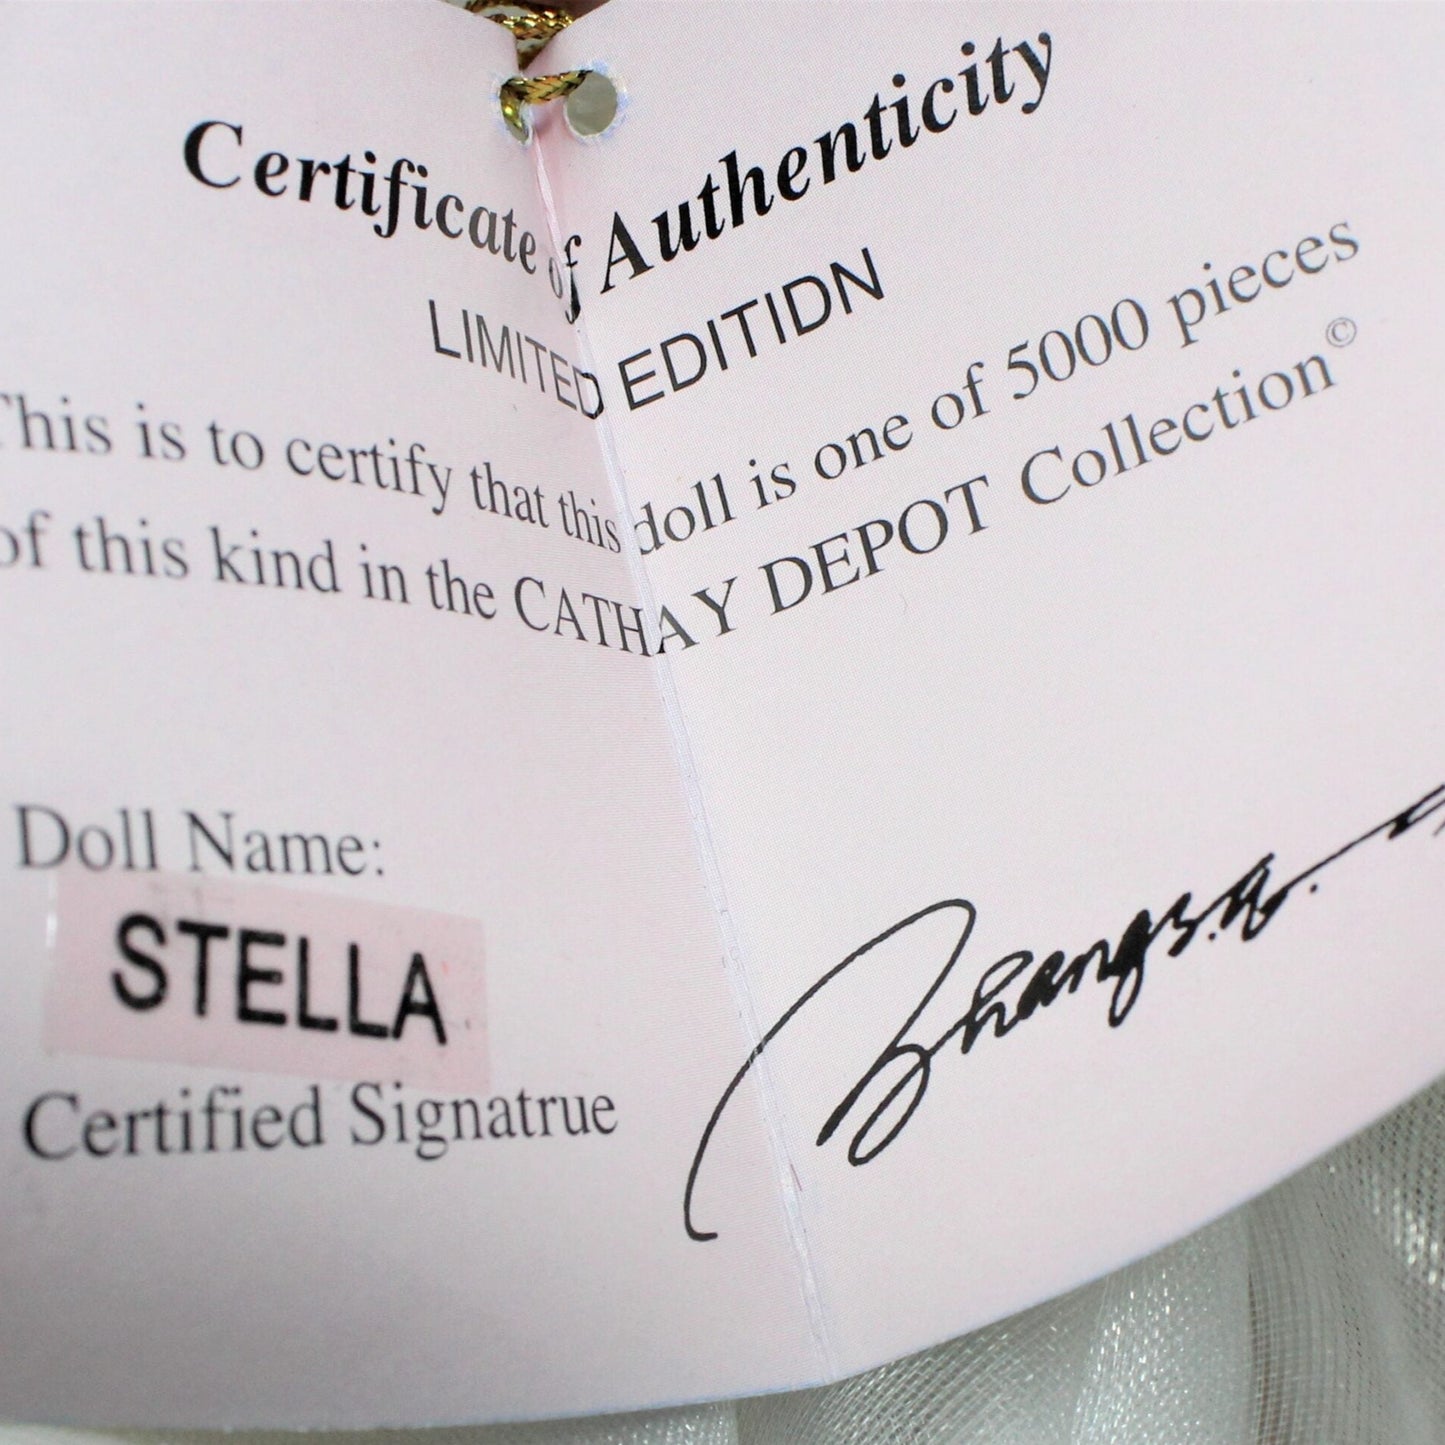 Certificate of Authenticity
LIMITED EDITIDN
This is to certify that this doll is one of 5000 pieces
of this kind in the CATHAY DEPOT Collection©
Doll Name:
STELLA
Certified Signatrue